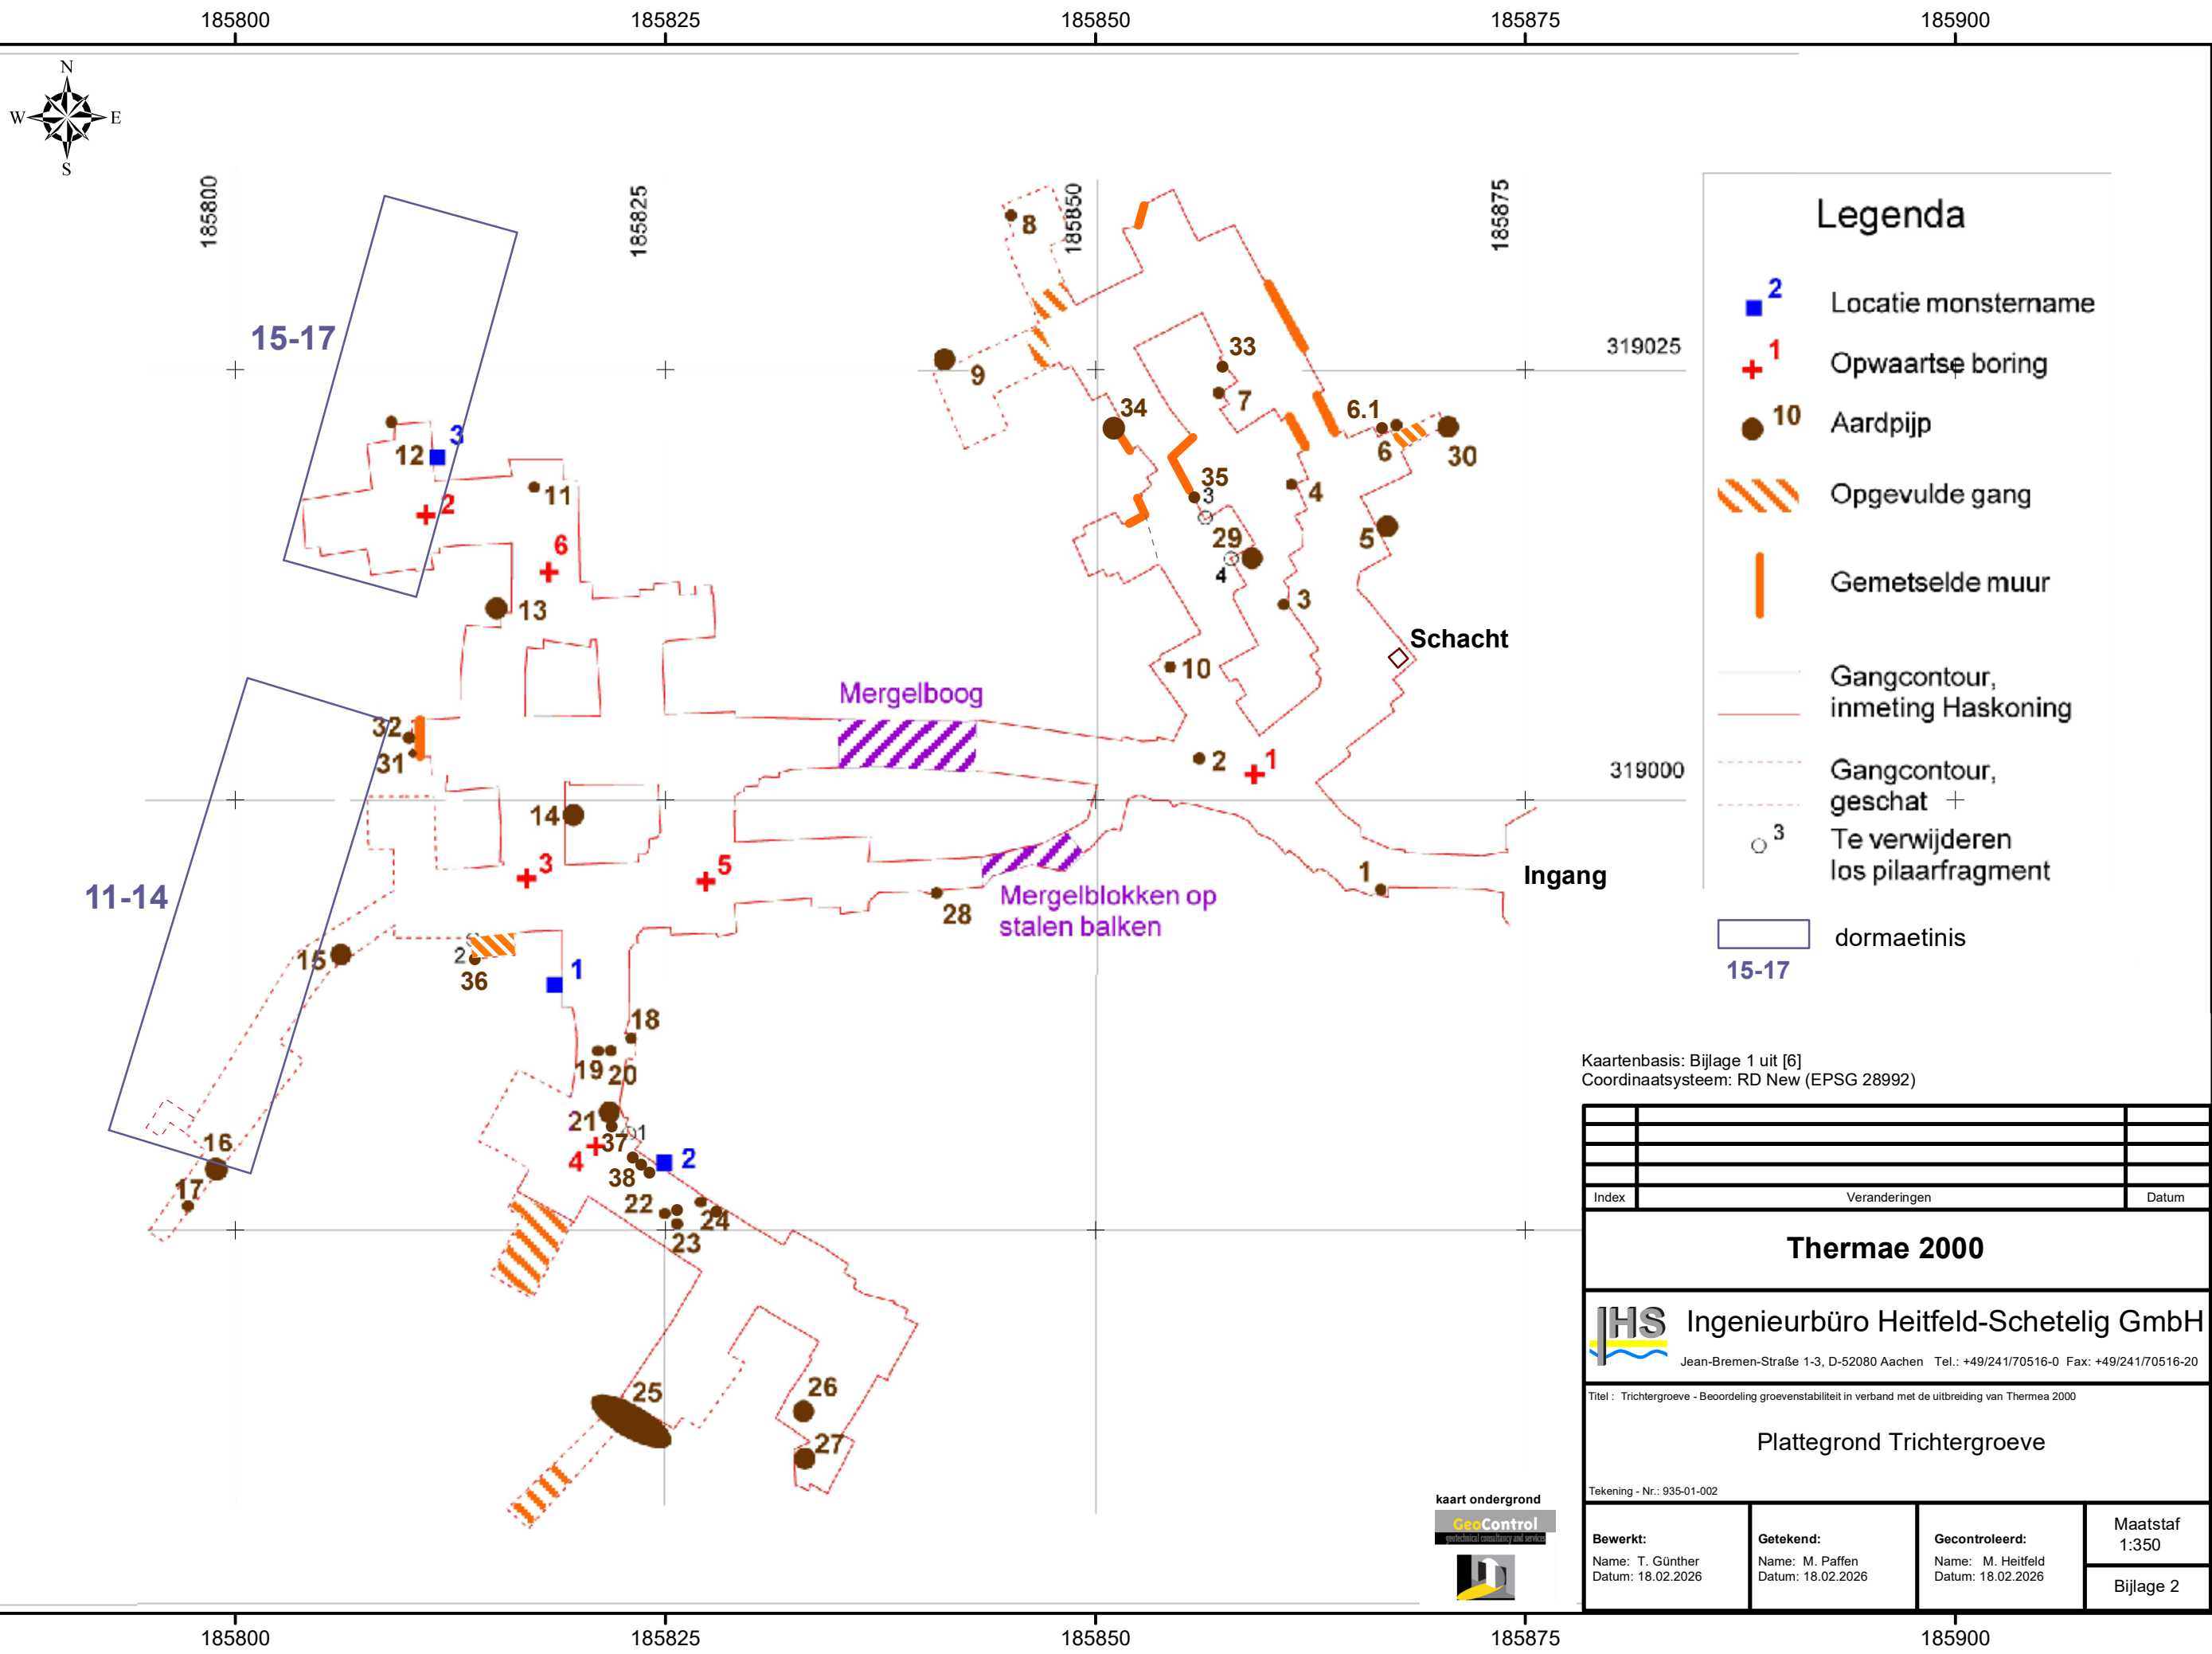 185800
185825
185850
185875
185900
N
W
E
S
185800
185825
185850
185875
8
15-17
33
319025
9
7
34
6.1
3
12
6
30
35
3
4
2
11
29
5
6
4
3
13
Schacht
10
Mergelboog
32
31
2
1
319000
14
3
5
1
Ingang
11-14
Mergelblokken op
stalen balken
28
15
2
36
1
18
19
20
21
37
1
4
38
2
16
17
22
24
23
25
26
27
Legenda
2
Locatie monstername
1
Opwaartse boring
10
Aardpijp
Opgevulde gang
Gemetselde muur
Gangcontour,
inmeting Haskoning
Gangcontour,
geschat
3
Te verwijderen
los pilaarfragment
dormaetinis
15-17
Kaartenbasis: Bijlage 1 uit [6]
Coordinaatsysteem: RD New (EPSG 28992)
Index
Veranderingen
Datum
Thermae 2000
IHS
Ingenieurbüro Heitfeld-Schetelig GmbH
Jean-Bremen-Straße 1-3, D-52080 Aachen Tel.: +49/241/70516-0 Fax: +49/241/70516-20
Titel : Trichtergroeve - Beoordeling groevenstabiliteit in verband met de uitbreiding van Thermea 2000
Plattegrond Trichtergroeve
Tekening - Nr.: 935-01-002
Bewerkt:
Name: T. Günther
Datum: 18.02.2026
Getekend:
Name: M. Paffen
Datum: 18.02.2026
Gecontroleerd:
Name: M. Heitfeld
Datum: 18.02.2026
Maatstaf
1:350
Bijlage 2
kaart ondergrond
GeoControl
geotechnical consultancy and services
185800
185825
185850
185875
185900